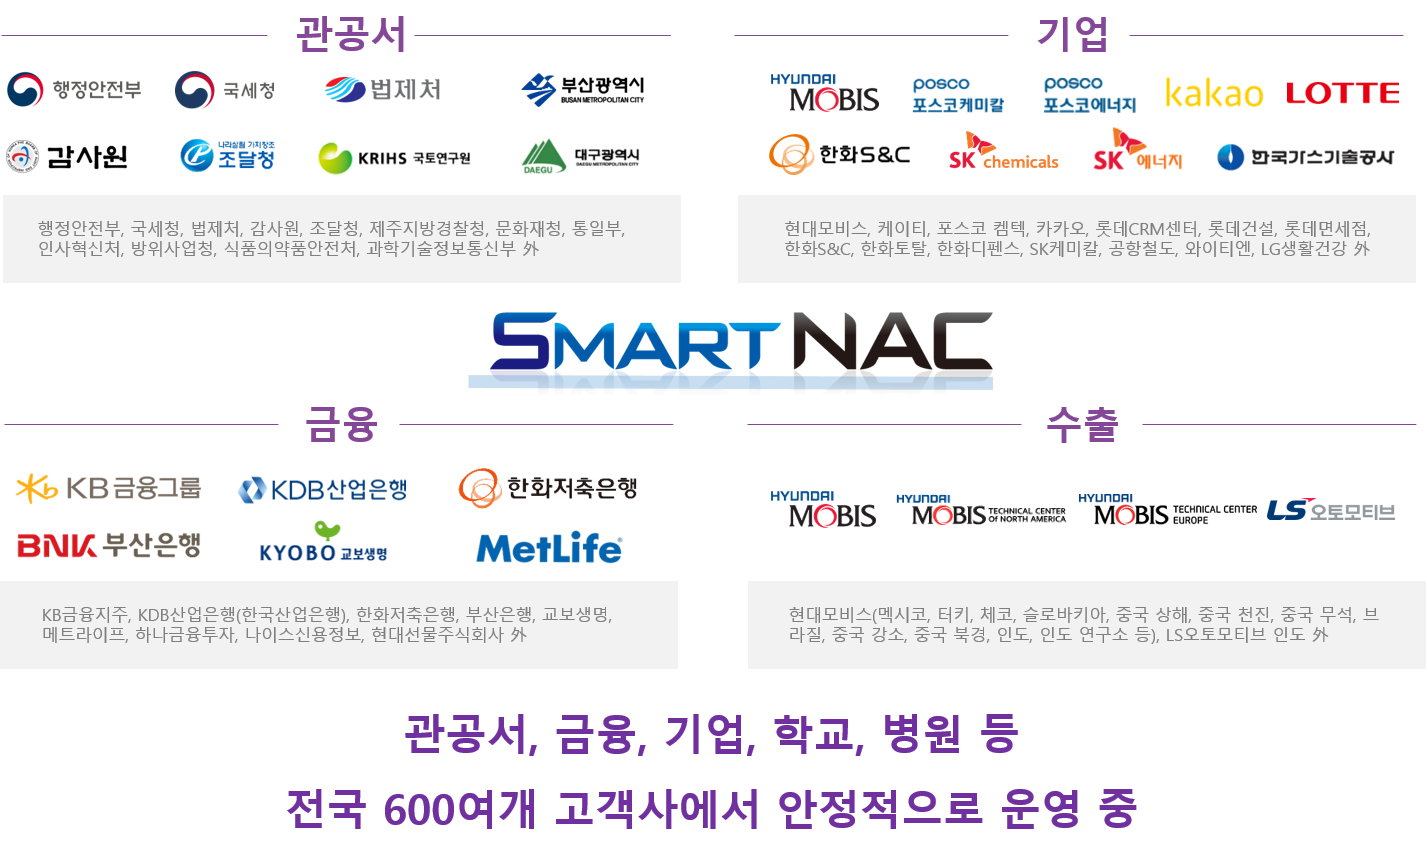 관공서
행정안전부
국세청
법제처
부산광역시
BUSAN METROPOLITAN CITY
감사원
나라살림 가치창조
조달청
KRIHS 국토연구원
DAEGU
대구광역시
DAEGU METROPOLITAN CITY
행정안전부, 국세청, 법제처, 감사원, 조달청, 제주지방경찰청, 문화재청, 통일부,
인사혁신처, 방위사업청, 식품의약품안전처, 과학기술정보통신부 外
기업
HYUNDAI
MOBIS
posco
포스코케미칼
posco
포스코에너지
kakao
LOTTE
한화S&C
SK chemicals
SK 에너지
한국가스기술공사
현대모비스, 케이티, 포스코 켐텍, 카카오, 롯데CRM센터, 롯데건설, 롯데면세점,
한화S&C, 한화토탈, 한화디펜스, SK케미칼, 공항철도, 와이티엔, LG생활건강 外
SMART NAC
금융
KB금융그룹
KDB산업은행
한화저축은행
BNK 부산은행
KYOBO 교보생명
MetLife
KB금융지주, KDB산업은행(한국산업은행), 한화저축은행, 부산은행, 교보생명,
메트라이프, 하나금융투자, 나이스신용정보, 현대선물주식회사 外
수출
HYUNDAI
MOBIS
HYUNDAI
MOBIS TECHNICAL CENTER
OF NORTH AMERICA
HYUNDAI
MOBIS TECHNICAL CENTER
EUROPE
LS 오토모티브
현대모비스(멕시코, 터키, 체코, 슬로바키아, 중국 상해, 중국 천진, 중국 무석, 브
라질, 중국 강소, 중국 북경, 인도, 인도 연구소 등), LS오토모티브 인도 外
관공서, 금융, 기업, 학교, 병원 등
전국 600여개 고객사에서 안정적으로 운영 중